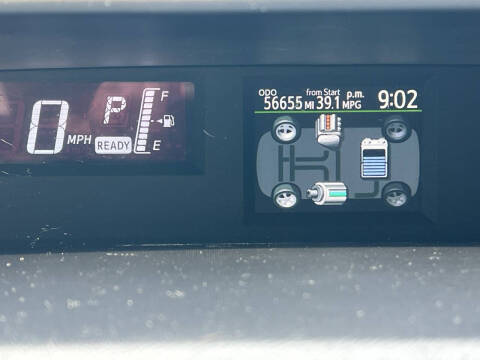 0 MPH P F
READY E
ODO from Start p.m. 9:02
56655 MI 39.1 MPG